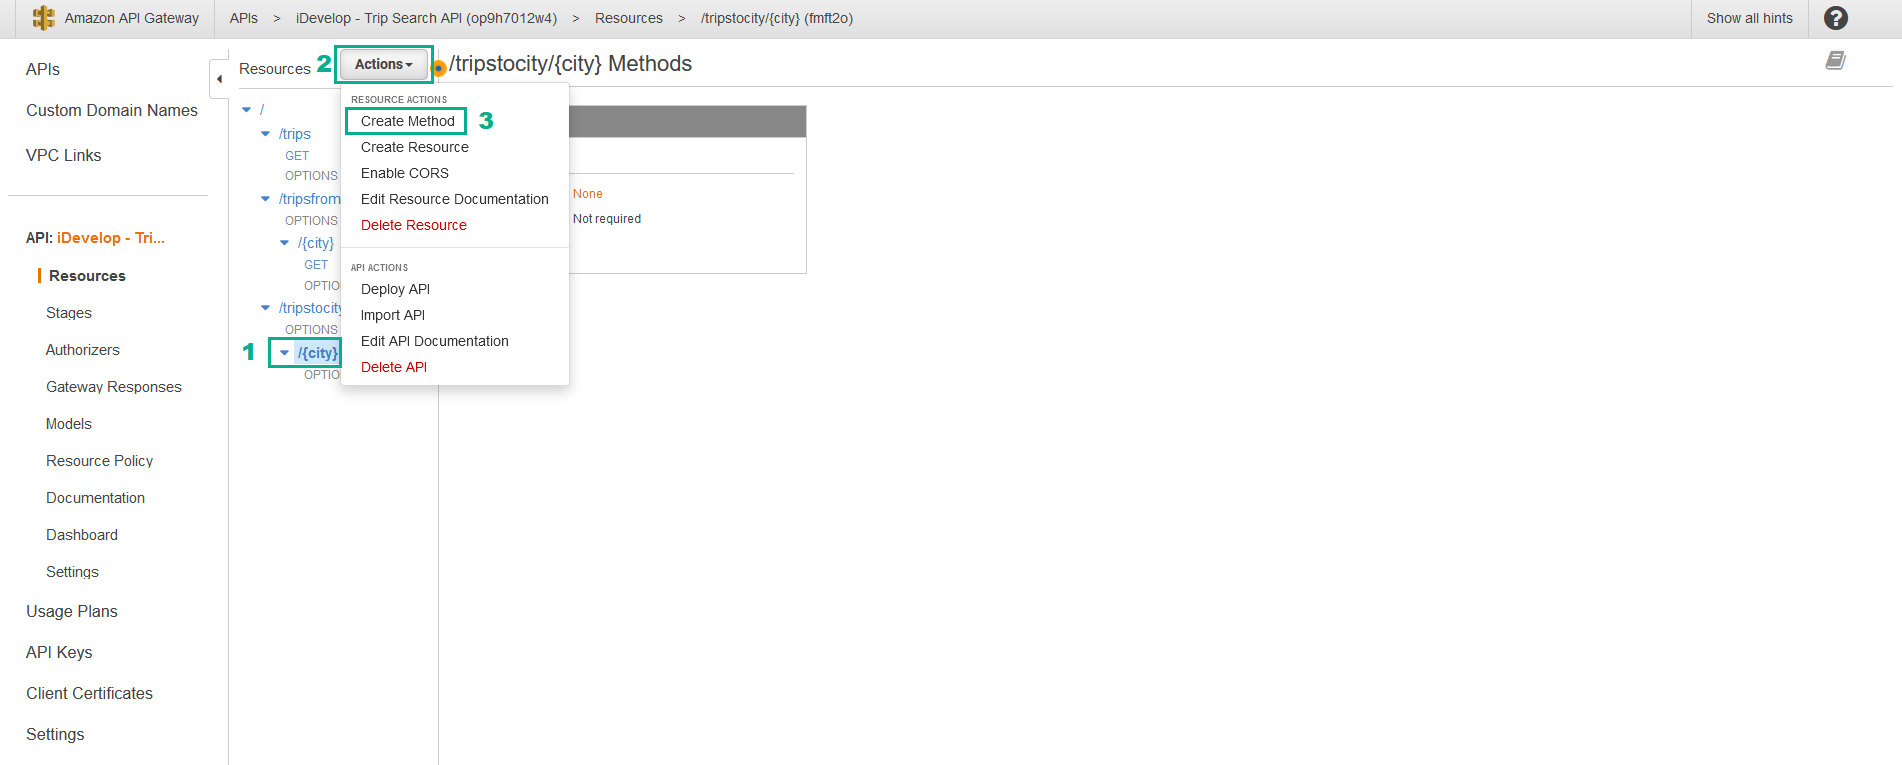 Amazon API Gateway
APIs > iDevelop - Trip Search API (op9h7012w4) > Resources > /tripstocity/{city} (fmft2o)
Show all hints
?
APIs
Custom Domain Names
VPC Links
API: iDevelop - Tri...
Resources
Stages
Authorizers
Gateway Responses
Models
Resource Policy
Documentation
Dashboard
Settings
Usage Plans
API Keys
Client Certificates
Settings
Resources 2 Actions
/
/trips
GET
OPTIONS
/tripsfrom
OPTIONS
/{city}
GET
OPTIO
/tripstocity
OPTIONS
1 /{city}
OPTIO
RESOURCE ACTIONS
Create Method 3
Create Resource
Enable CORS
Edit Resource Documentation
Delete Resource
API ACTIONS
Deploy API
Import API
Edit API Documentation
Delete API
/tripstocity/{city} Methods
None
Not required